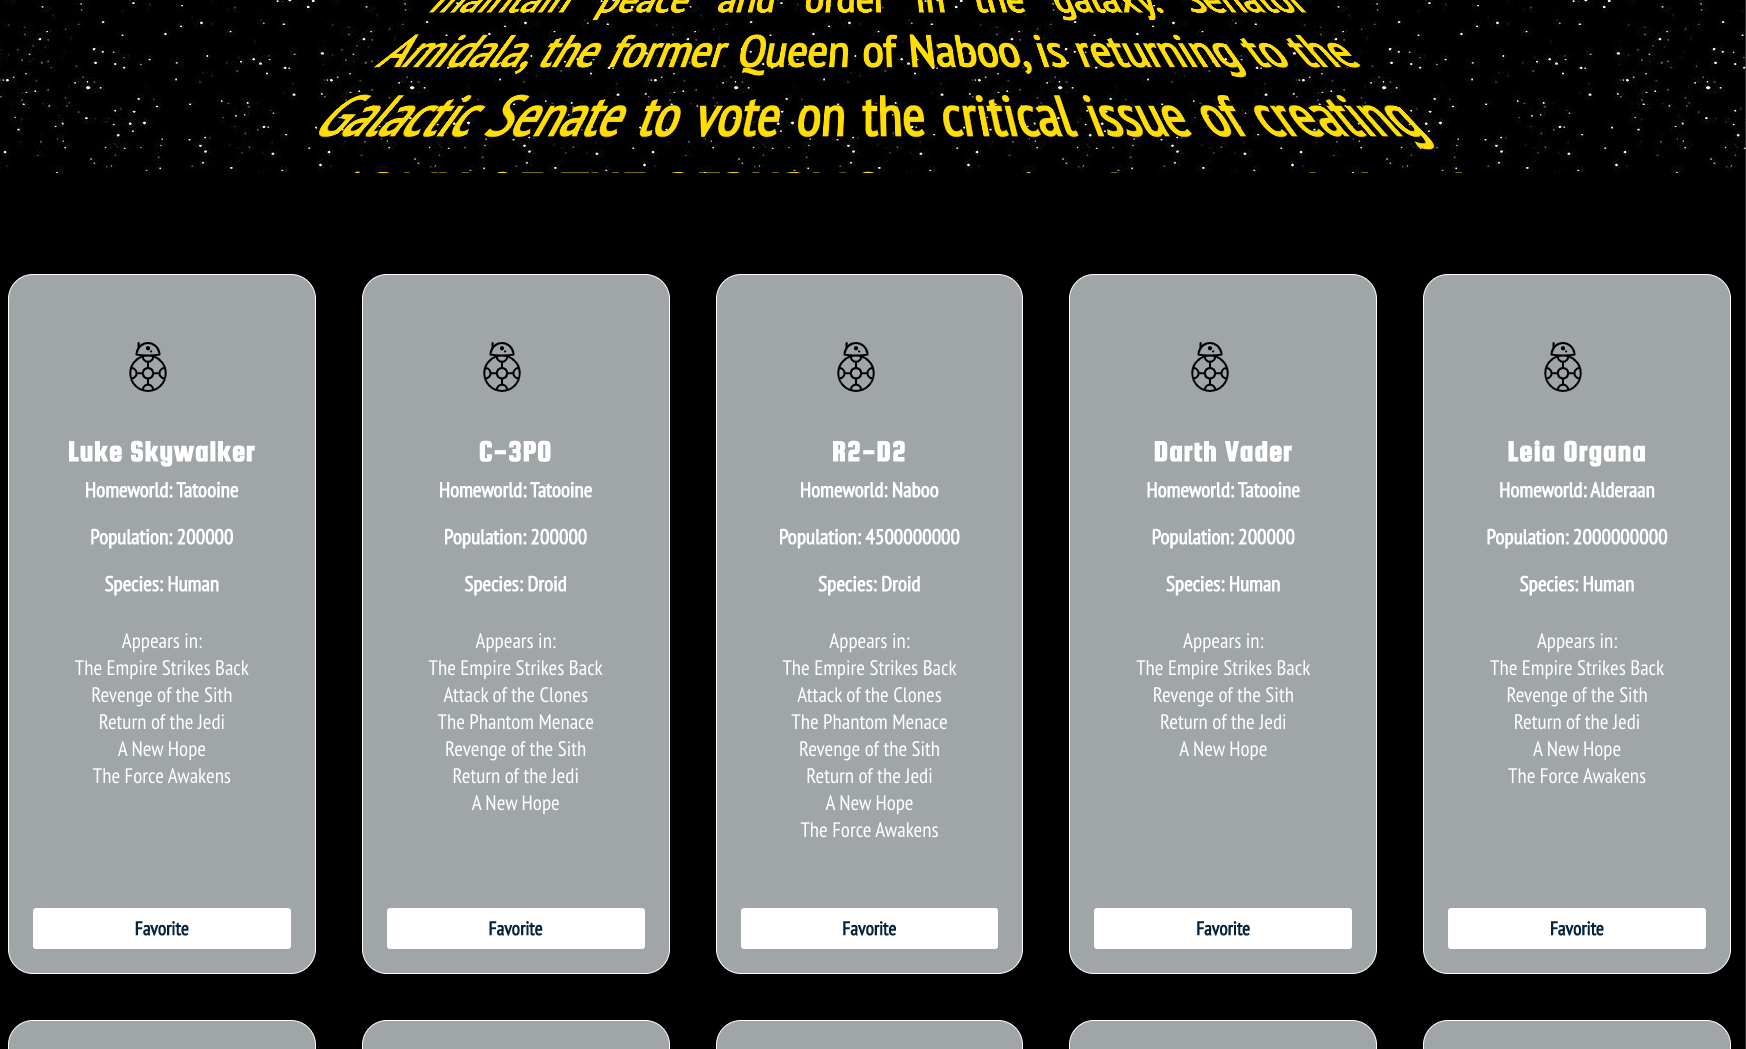 maintain peace and order in the galaxy. Senator
Amidala, the former Queen of Naboo, is returning to the
Galactic Senate to vote on the critical issue of creating
Luke Skywalker
Homeworld: Tatooine
Population: 200000
Species: Human
Appears in:
The Empire Strikes Back
Revenge of the Sith
Return of the Jedi
A New Hope
The Force Awakens
Favorite
C-3PO
Homeworld: Tatooine
Population: 200000
Species: Droid
Appears in:
The Empire Strikes Back
Attack of the Clones
The Phantom Menace
Revenge of the Sith
Return of the Jedi
A New Hope
Favorite
R2-D2
Homeworld: Naboo
Population: 4500000000
Species: Droid
Appears in:
The Empire Strikes Back
Attack of the Clones
The Phantom Menace
Revenge of the Sith
Return of the Jedi
A New Hope
The Force Awakens
Favorite
Darth Vader
Homeworld: Tatooine
Population: 200000
Species: Human
Appears in:
The Empire Strikes Back
Revenge of the Sith
Return of the Jedi
A New Hope
Favorite
Leia Organa
Homeworld: Alderaan
Population: 2000000000
Species: Human
Appears in:
The Empire Strikes Back
Revenge of the Sith
Return of the Jedi
A New Hope
The Force Awakens
Favorite